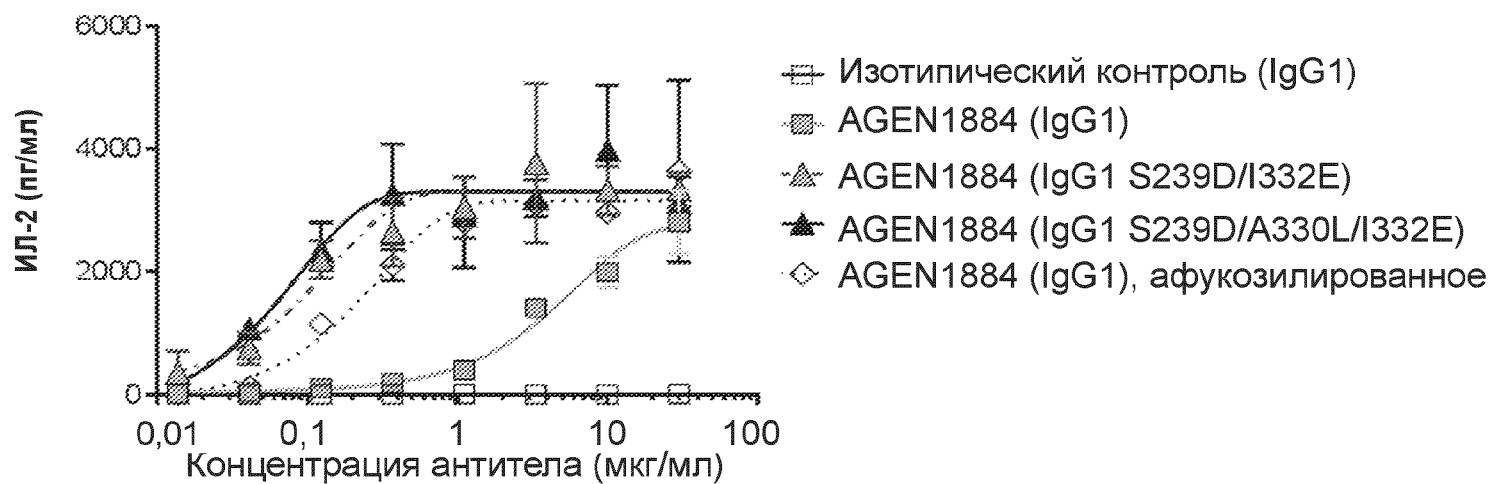 6000
4000
2000
0
ИЛ-2 (пг/мл)
0,01 0,1 1 10 100
Концентрация антитела (мкг/мл)
Изотипический контроль (IgG1)
AGEN1884 (IgG1)
AGEN1884 (IgG1 S239D/I332E)
AGEN1884 (IgG1 S239D/A330L/I332E)
AGEN1884 (IgG1), афукозилированное